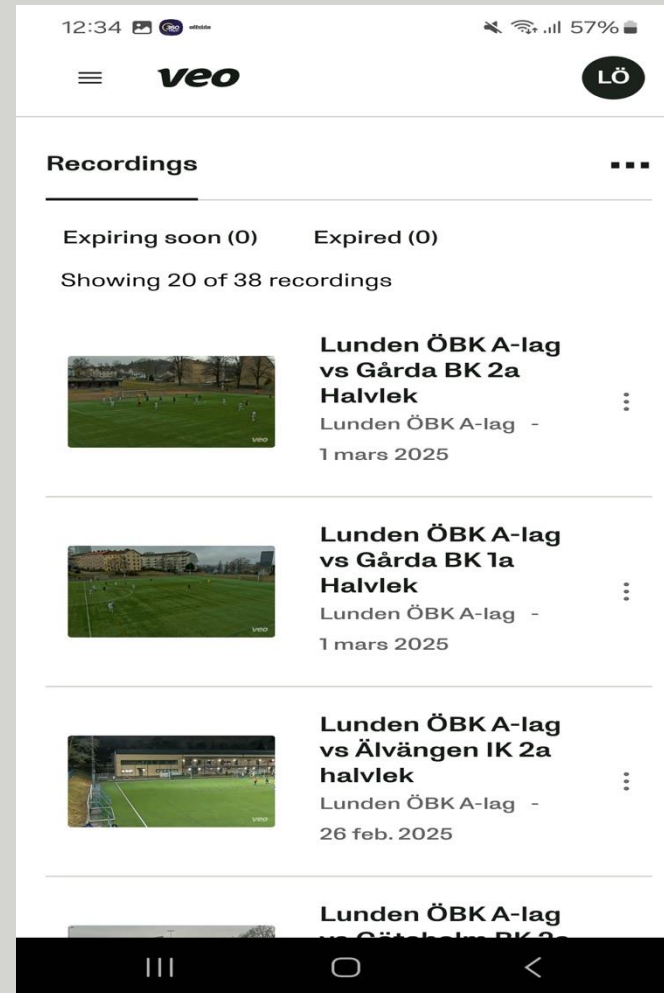 12:34 57%
veo
LÖ
Recordings
Expiring soon (0) Expired (0)
Showing 20 of 38 recordings
Lunden ÖBK A-lag
vs Gårda BK 2a
Halvlek
Lunden ÖBK A-lag -
1 mars 2025
veo
Lunden ÖBK A-lag
vs Gårda BK 1a
Halvlek
Lunden ÖBK A-lag -
1 mars 2025
veo
Lunden ÖBK A-lag
vs Älvängen IK 2a
halvlek
Lunden ÖBK A-lag -
26 feb. 2025
veo
Lunden ÖBK A-lag